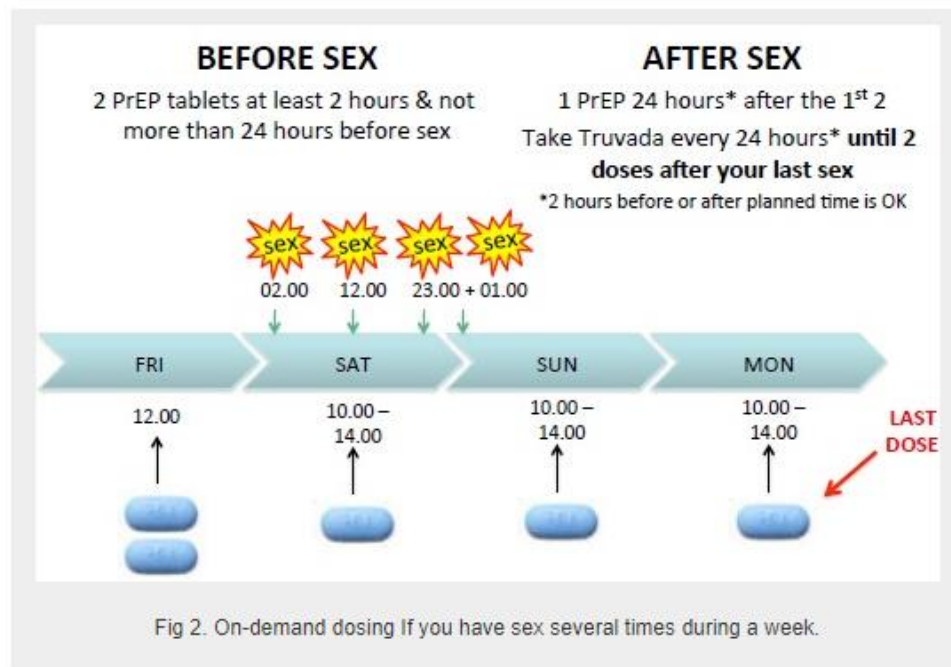 BEFORE SEX
2 PrEP tablets at least 2 hours & not
more than 24 hours before sex
AFTER SEX
1 PrEP 24 hours* after the 1st 2
Take Truvada every 24 hours* until 2
doses after your last sex
*2 hours before or after planned time is OK
sex sex sex sex
02.00 12.00 23.00 + 01.00
FRI SAT SUN MON
12.00
10.00 –
14.00
10.00 –
14.00
10.00 –
14.00
LAST
DOSE
Fig 2. On-demand dosing If you have sex several times during a week.